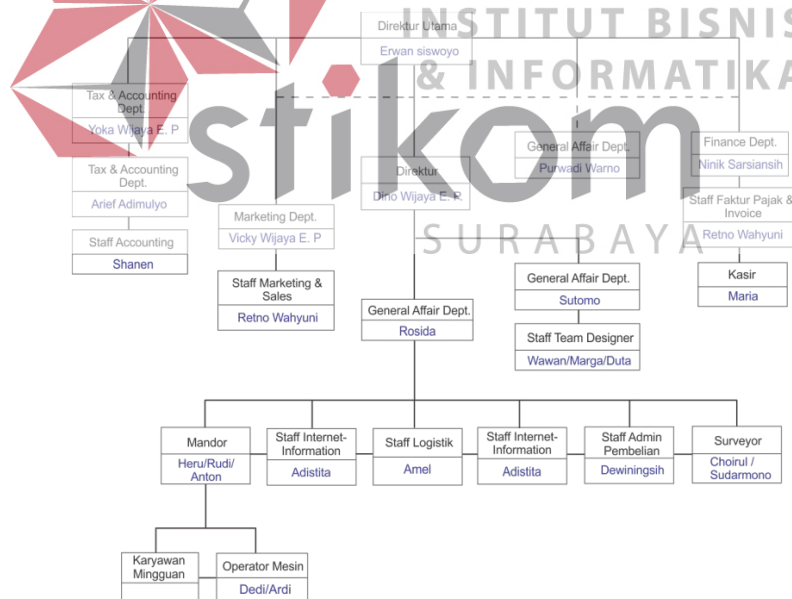 INSTITUT BISNIS
& INFORMATIKA
stikom
SURABAYA
Direktur Utama
Erwan siswoyo
Tax & Accounting
Dept.
Yoka Wijaya E. P
Tax & Accounting
Dept.
Arief Adimulyo
Staff Accounting
Shanen
Marketing Dept.
Vicky Wijaya E. P
Staff Marketing &
Sales
Retno Wahyuni
Direktur
Dino Wijaya E. P.
General Affair Dept.
Rosida
General Affair Dept.
Purwadi Warno
General Affair Dept.
Sutomo
Staff Team Designer
Wawan/Marga/Duta
Finance Dept.
Ninik Sarsiansih
Staff Faktur Pajak &
Invoice
Retno Wahyuni
Kasir
Maria
Mandor
Heru/Rudi/
Anton
Staff Internet-
Information
Adistita
Staff Logistik
Amel
Staff Internet-
Information
Adistita
Staff Admin
Pembelian
Dewiningsih
Surveyor
Choirul /
Sudarmono
Karyawan
Mingguan
Operator Mesin
Dedi/Ardi